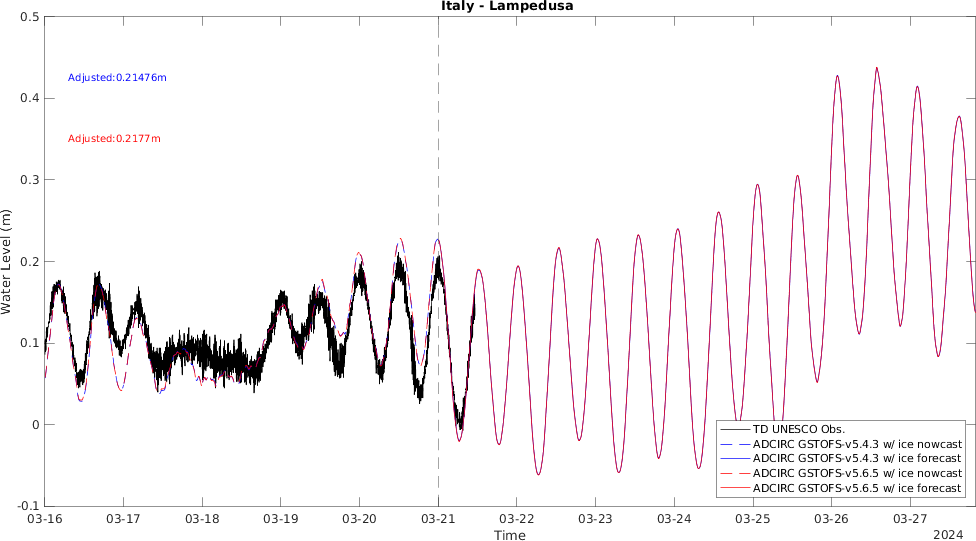 Italy - Lampedusa
0.5
0.4
0.3
0.2
0.1
0
-0.1
Water Level (m)
Adjusted:0.21476m
Adjusted:0.2177m
TD UNESCO Obs.
ADCIRC GSTOFS-v5.4.3 w/ ice nowcast
ADCIRC GSTOFS-v5.4.3 w/ ice forecast
ADCIRC GSTOFS-v5.6.5 w/ ice nowcast
ADCIRC GSTOFS-v5.6.5 w/ ice forecast
03-16 03-17 03-18 03-19 03-20 03-21 03-22 03-23 03-24 03-25 03-26 03-27
Time
2024